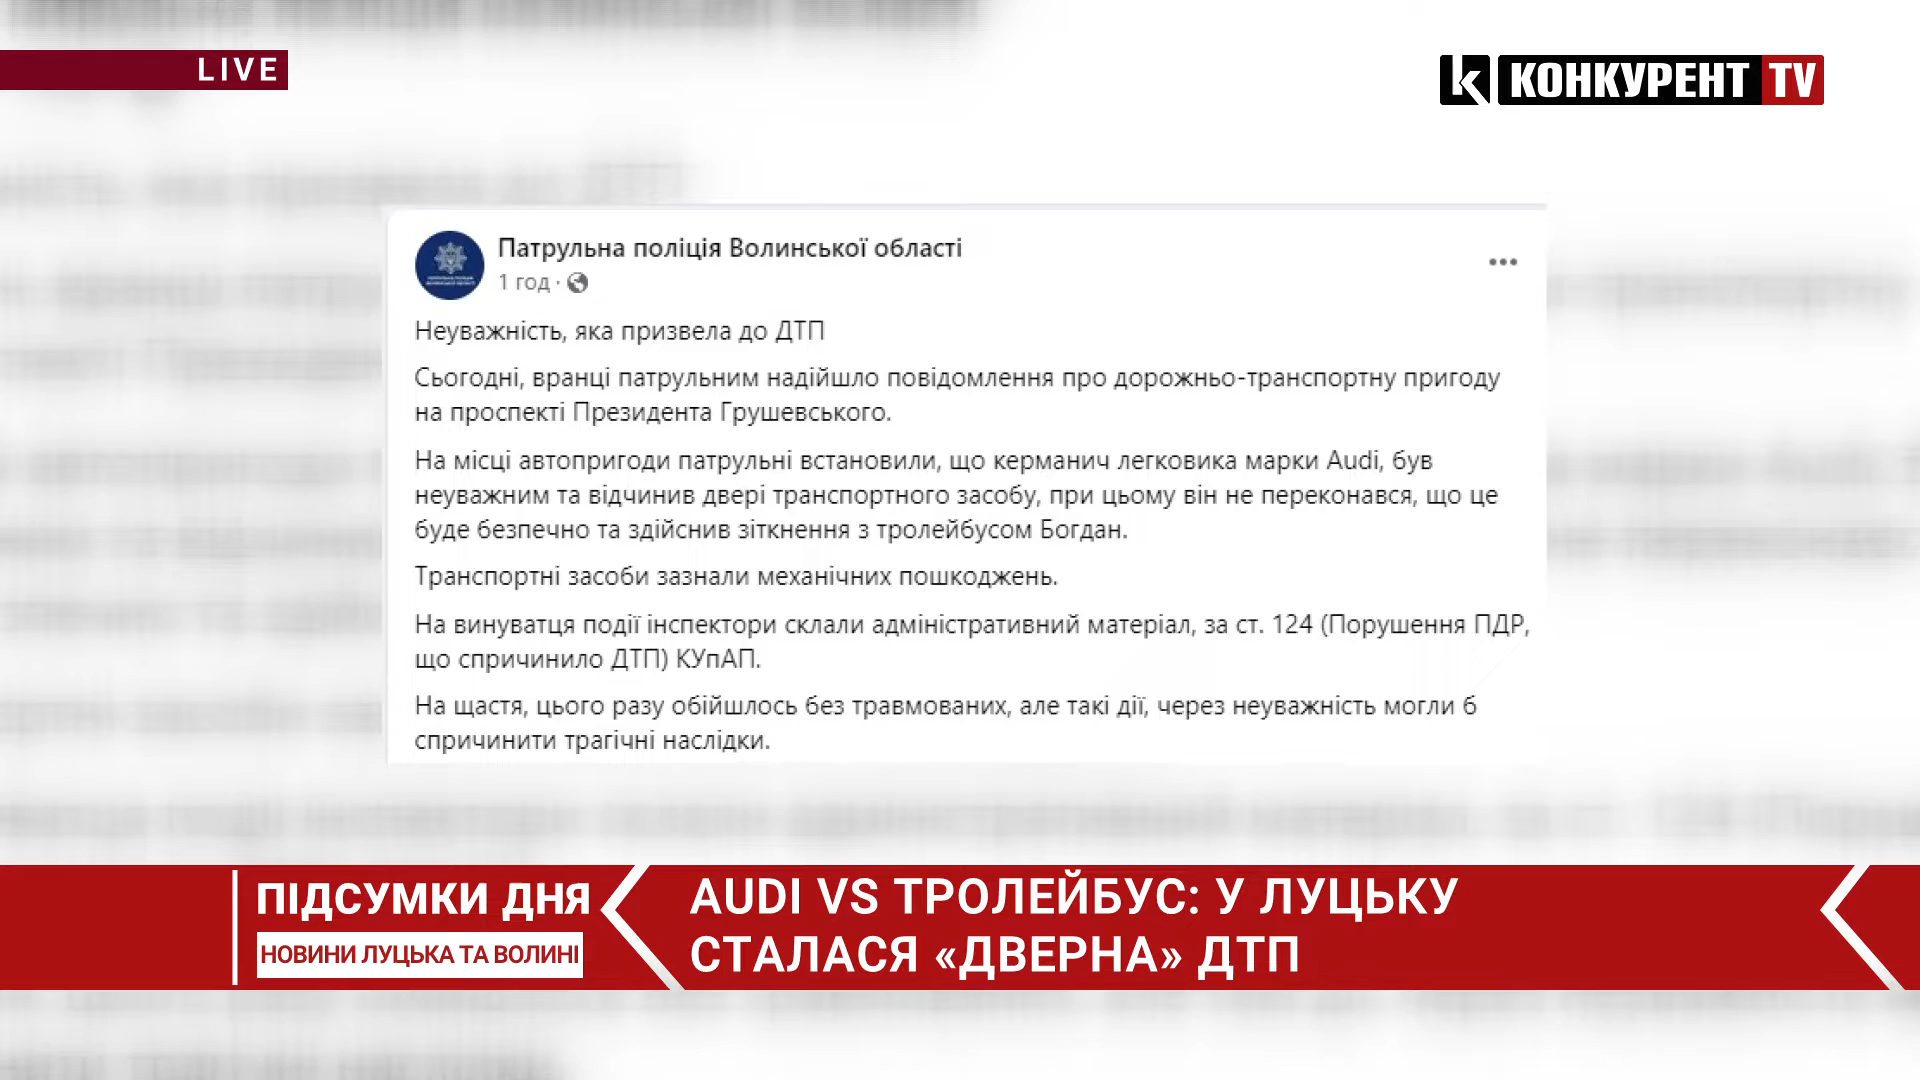 LIVE
КОНКУРЕНТ TV
Патрульна поліція Волинської області
1 год ·
Неуважність, яка призвела до ДТП
Сьогодні, вранці патрульним надійшло повідомлення про дорожньо-транспортну пригоду
на проспекті Президента Грушевського.
На місці автопригоди патрульні встановили, що керманич легковика марки Audi, був
неуважним та відчинив двері транспортного засобу, при цьому він не переконався, що це
буде безпечно та здійснив зіткнення з тролейбусом Богдан.
Транспортні засоби зазнали механічних пошкоджень.
На винуватця події інспектори склали адміністративний матеріал, за ст. 124 (Порушення ПДР,
що спричинило ДТП) КУпАП.
На щастя, цього разу обійшлось без травмованих, але такі дії, через неуважність могли б
спричинити трагічні наслідки.
ПІДСУМКИ ДНЯ
НОВИНИ ЛУЦЬКА ТА ВОЛИНІ
AUDI VS ТРОЛЕЙБУС: У ЛУЦЬКУ
СТАЛАСЯ «ДВЕРНА» ДТП